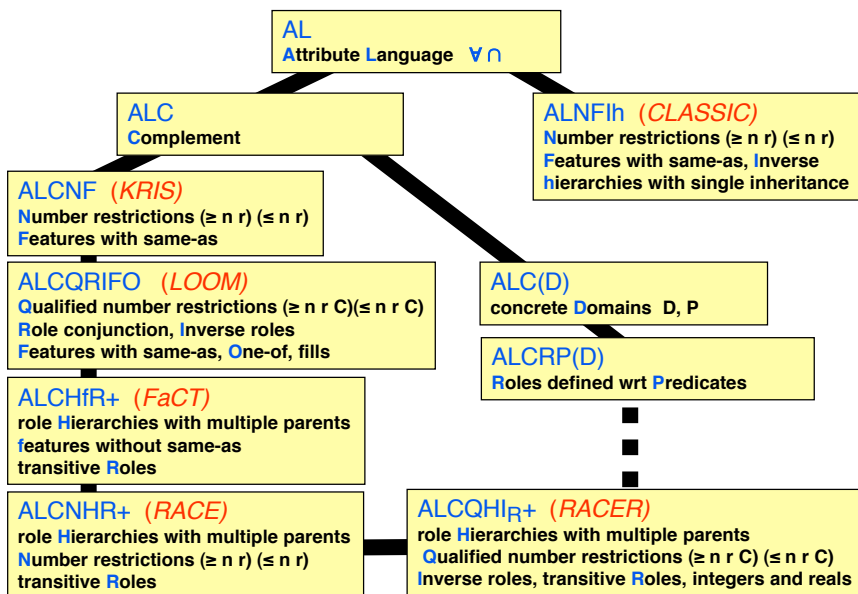 AL
Attribute Language ∀ ∩
ALC
Complement
ALNFIh (CLASSIC)
Number restrictions (≥ n r) (≤ n r)
Features with same-as, Inverse
hierarchies with single inheritance
ALCNF (KRIS)
Number restrictions (≥ n r) (≤ n r)
Features with same-as
ALCQRIFO (LOOM)
Qualified number restrictions (≥ n r C)(≤ n r C)
Role conjunction, Inverse roles
Features with same-as, One-of, fills
ALC(D)
concrete Domains D, P
ALCRP(D)
Roles defined wrt Predicates
ALCHfR+ (FaCT)
role Hierarchies with multiple parents
features without same-as
transitive Roles
ALCNHR+ (RACE)
role Hierarchies with multiple parents
Number restrictions (≥ n r) (≤ n r)
transitive Roles
ALCQHIR+ (RACER)
role Hierarchies with multiple parents
Qualified number restrictions (≥ n r C) (≤ n r C)
Inverse roles, transitive Roles, integers and reals